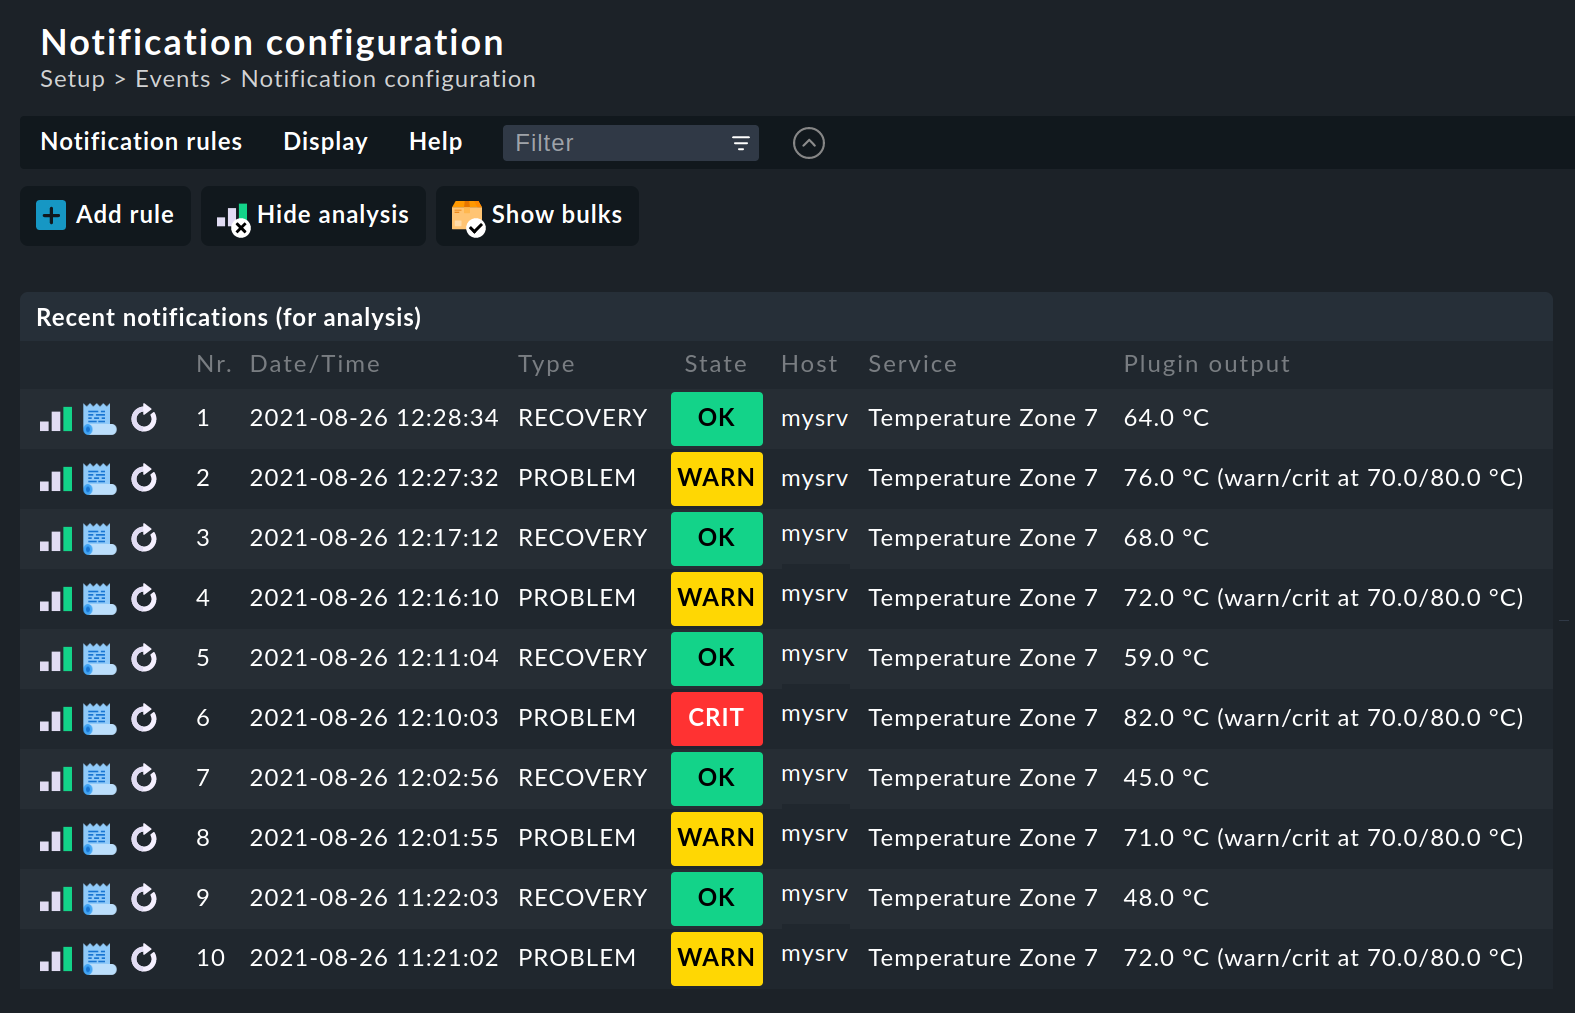 Notification configuration
Setup > Events > Notification configuration
Notification rules Display Help Filter
Add rule Hide analysis Show bulks
Recent notifications (for analysis)
Nr. Date/Time Type State Host Service Plugin output
1 2021-08-26 12:28:34 RECOVERY OK mysrv Temperature Zone 7 64.0 °C
2 2021-08-26 12:27:32 PROBLEM WARN mysrv Temperature Zone 7 76.0 °C (warn/crit at 70.0/80.0 °C)
3 2021-08-26 12:17:12 RECOVERY OK mysrv Temperature Zone 7 68.0 °C
4 2021-08-26 12:16:10 PROBLEM WARN mysrv Temperature Zone 7 72.0 °C (warn/crit at 70.0/80.0 °C)
5 2021-08-26 12:11:04 RECOVERY OK mysrv Temperature Zone 7 59.0 °C
6 2021-08-26 12:10:03 PROBLEM CRIT mysrv Temperature Zone 7 82.0 °C (warn/crit at 70.0/80.0 °C)
7 2021-08-26 12:02:56 RECOVERY OK mysrv Temperature Zone 7 45.0 °C
8 2021-08-26 12:01:55 PROBLEM WARN mysrv Temperature Zone 7 71.0 °C (warn/crit at 70.0/80.0 °C)
9 2021-08-26 11:22:03 RECOVERY OK mysrv Temperature Zone 7 48.0 °C
10 2021-08-26 11:21:02 PROBLEM WARN mysrv Temperature Zone 7 72.0 °C (warn/crit at 70.0/80.0 °C)